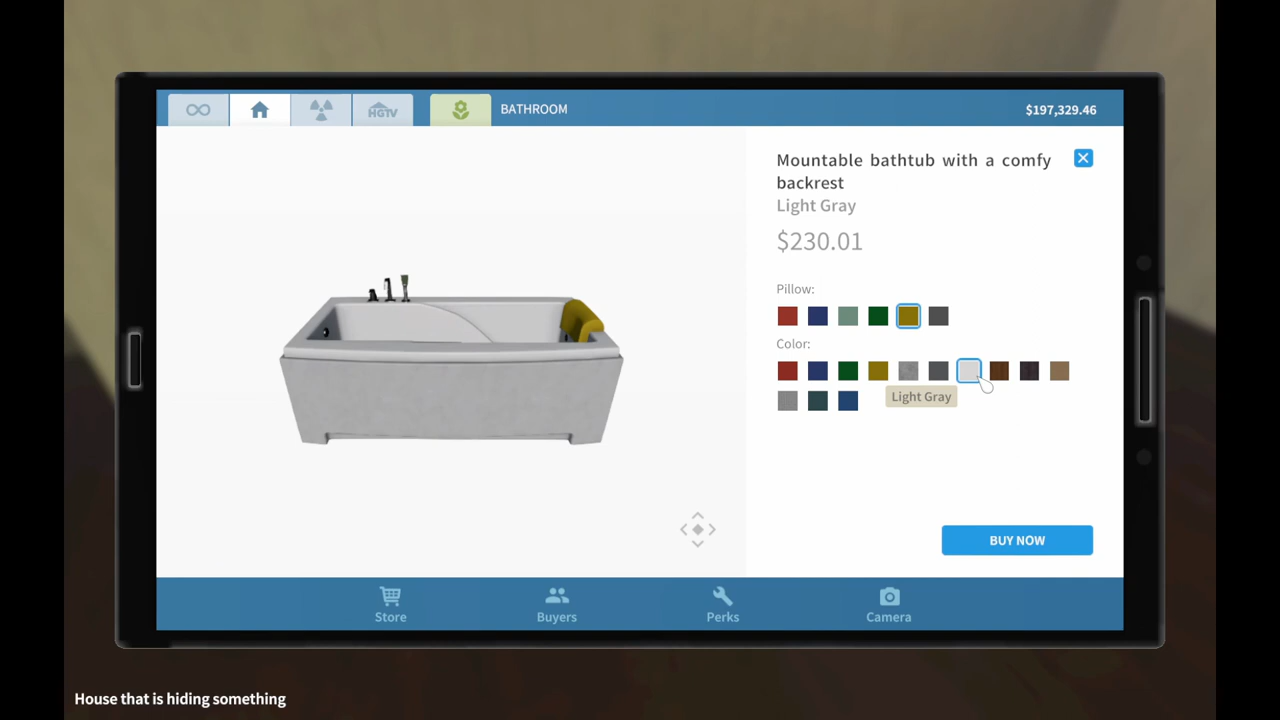 HGTV
BATHROOM
$197,329.46
Mountable bathtub with a comfy
backrest
Light Gray
$230.01
Pillow:
Color:
Light Gray
BUY NOW
Store
Buyers
Perks
Camera
House that is hiding something